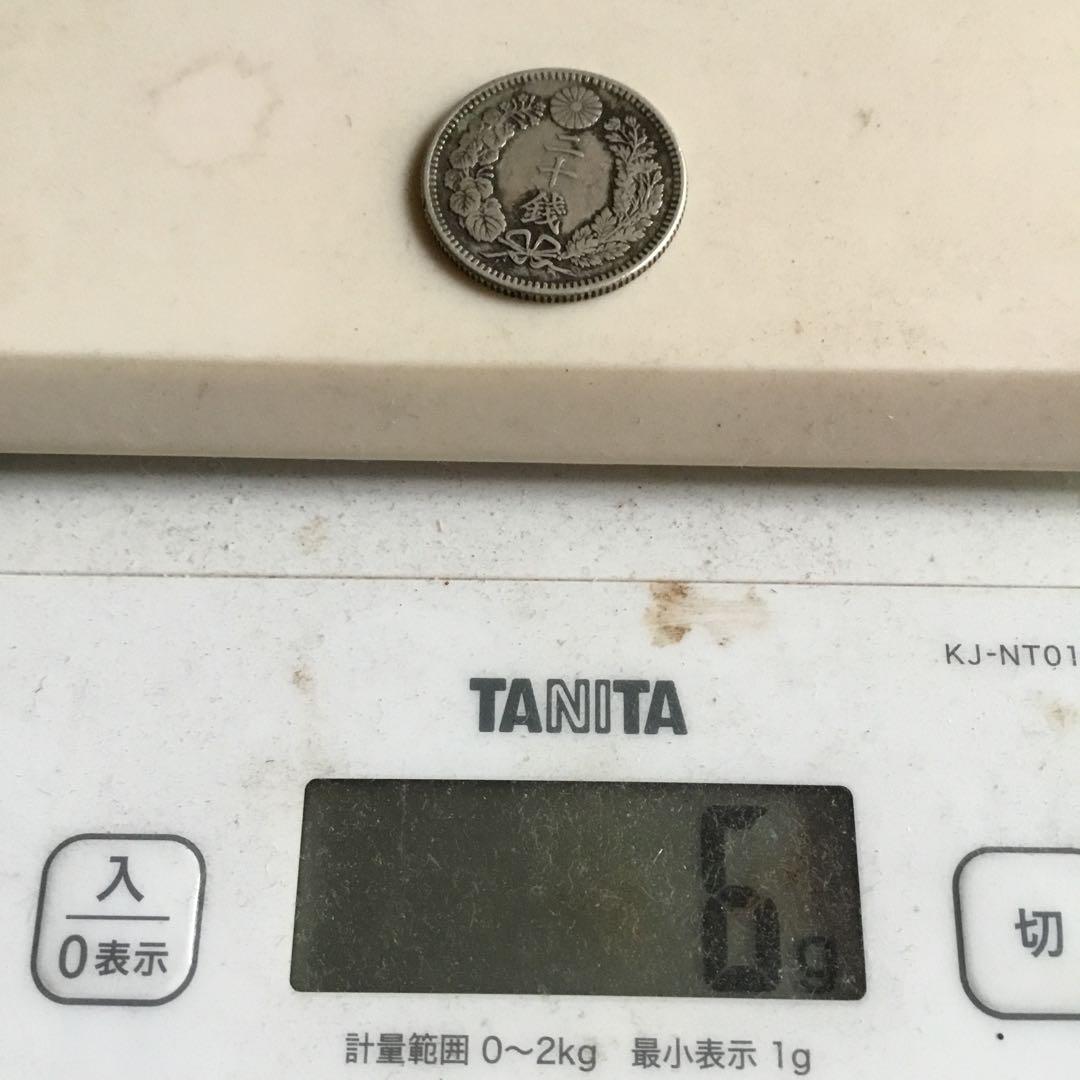 二十銭
KJ-NT01
TANITA
6g
入
0表示
切
計量範囲 0〜2kg 最小表示 1g